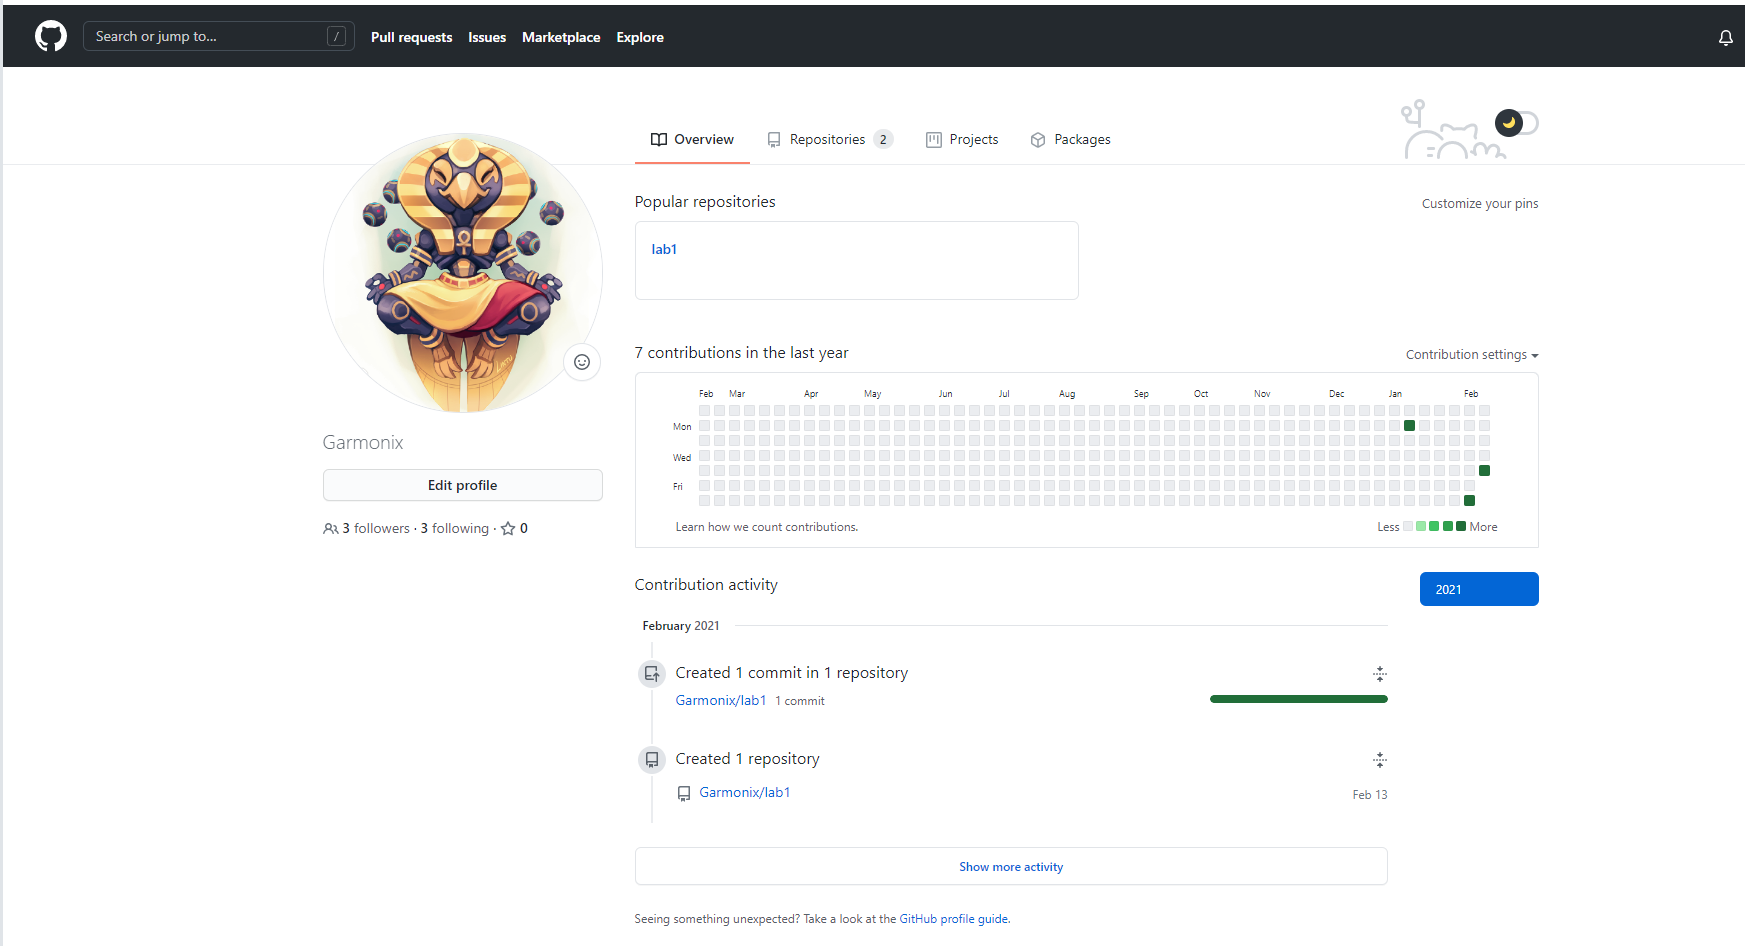 Search or jump to... /
Pull requests
Issues
Marketplace
Explore
Overview
Repositories 2
Projects
Packages
Popular repositories
Customize your pins
lab1
7 contributions in the last year
Contribution settings
Feb Mar Apr May Jun Jul Aug Sep Oct Nov Dec Jan Feb
Mon
Wed
Fri
Learn how we count contributions.
Less More
Garmonix
Edit profile
3 followers · 3 following · 0
Contribution activity
2021
February 2021
Created 1 commit in 1 repository
Garmonix/lab1 1 commit
Created 1 repository
Garmonix/lab1
Feb 13
Show more activity
Seeing something unexpected? Take a look at the GitHub profile guide.